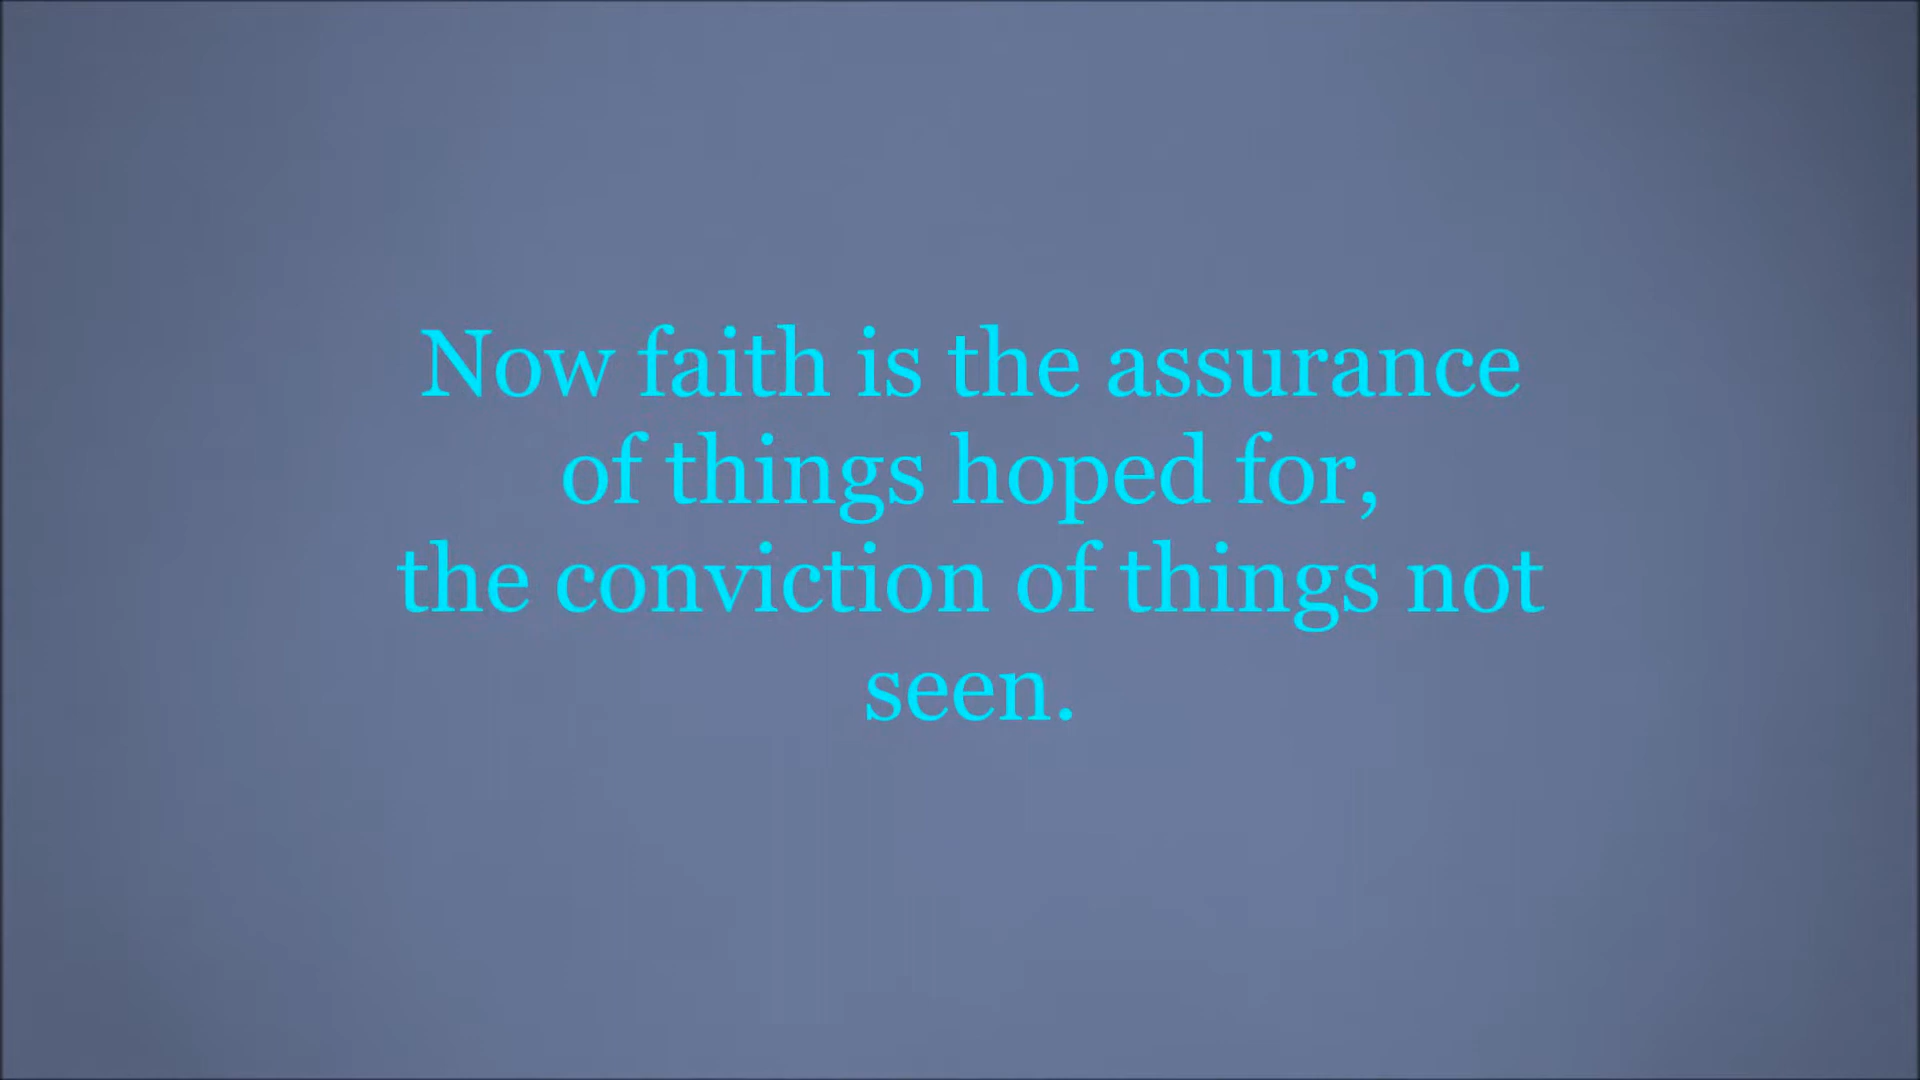 Now faith is the assurance
of things hoped for,
the conviction of things not
seen.